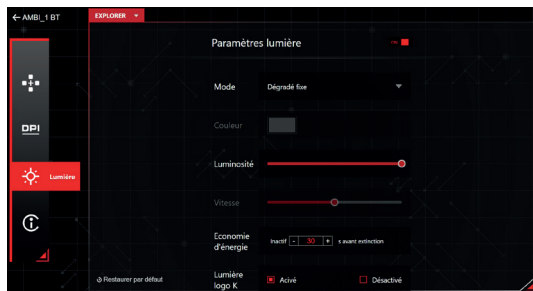 ← AMBI_1 BT
EXPLORER
Paramètres lumière
Mode
Dégradé fixe
Couleur
DPI
Luminosité
Lumière
Vitesse
Economie
d'énergie
Inactif - 30 + s avant extinction
Restaurer par défaut
Lumière
logo K
Acivé
Désactivé